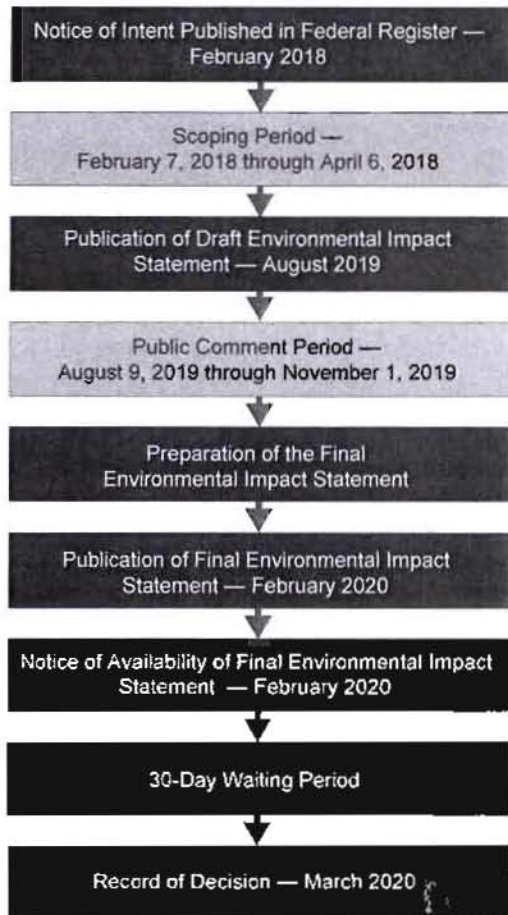 Notice of Intent Published in Federal Register —
February 2018
Scoping Period —
February 7, 2018 through April 6, 2018
Publication of Draft Environmental Impact
Statement — August 2019
Public Comment Period —
August 9, 2019 through November 1, 2019
Preparation of the Final
Environmental Impact Statement
Publication of Final Environmental Impact
Statement — February 2020
Notice of Availability of Final Environmental Impact
Statement — February 2020
30-Day Waiting Period
Record of Decision — March 2020